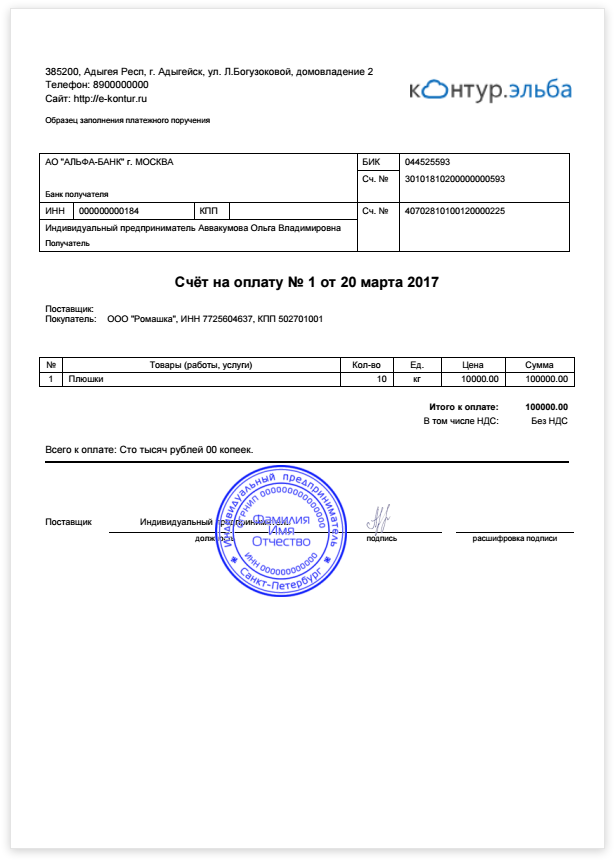 385200, Адыгея Респ, г. Адыгейск, ул. Л.Богузоковой, домовладение 2
Телефон: 8900000000
Сайт: http://e-kontur.ru
контур.эльба
Образец заполнения платежного поручения
АО "АЛЬФА-БАНК" г. МОСКВА БИК 044525593
Сч. № 30101810200000000593
Банк получателя
ИНН 000000000184 КПП Сч. № 40702810100120000225
Индивидуальный предприниматель Аввакумова Ольга Владимировна
Получатель
Счёт на оплату № 1 от 20 марта 2017
Поставщик:
Покупатель: ООО "Ромашка", ИНН 7725604637, КПП 502701001
№ Товары (работы, услуги) Кол-во Ед. Цена Сумма
1 Плюшки 10 кг 10000.00 100000.00
Итого к оплате: 100000.00
В том числе НДС: Без НДС
Всего к оплате: Сто тысяч рублей 00 копеек.
Поставщик Индивидуальный предприниматель
должность подпись расшифровка подписи
Индивидуальный предприниматель
ОГРНИП 000000000000000
Фамилия
Имя
Отчество
ИНН 000000000000
Санкт-Петербург